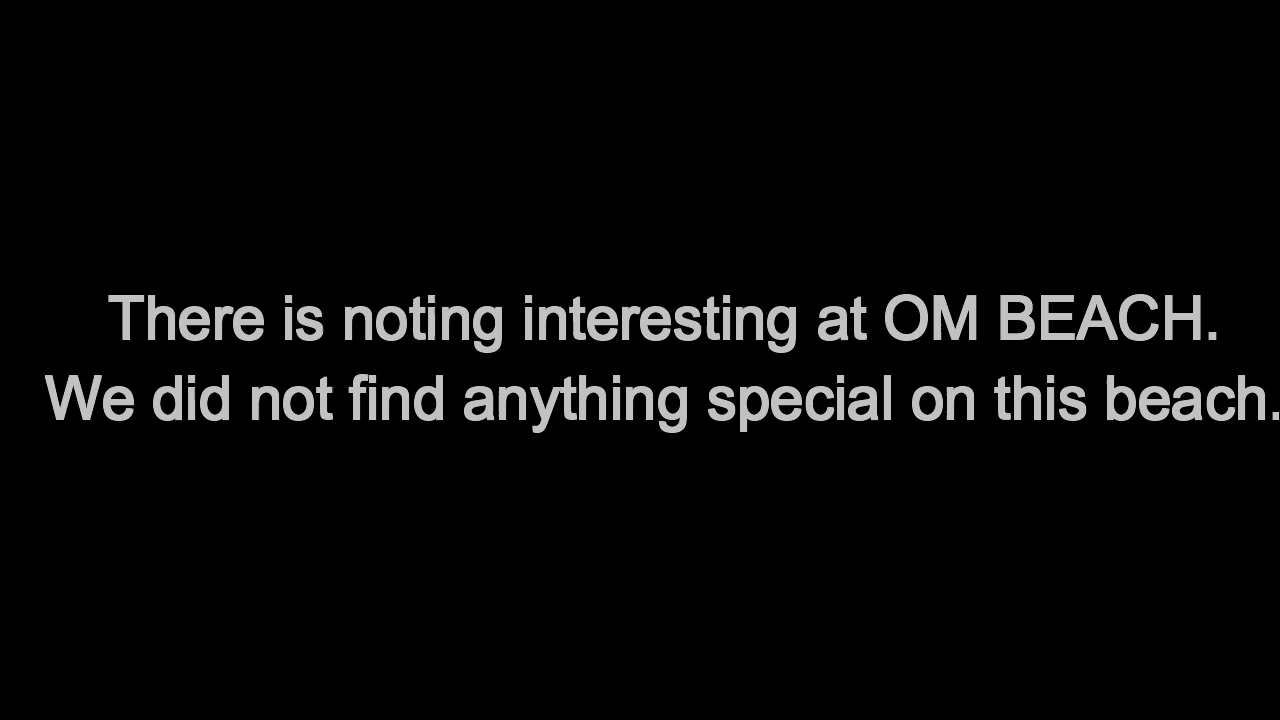 There is noting interesting at OM BEACH.
We did not find anything special on this beach.